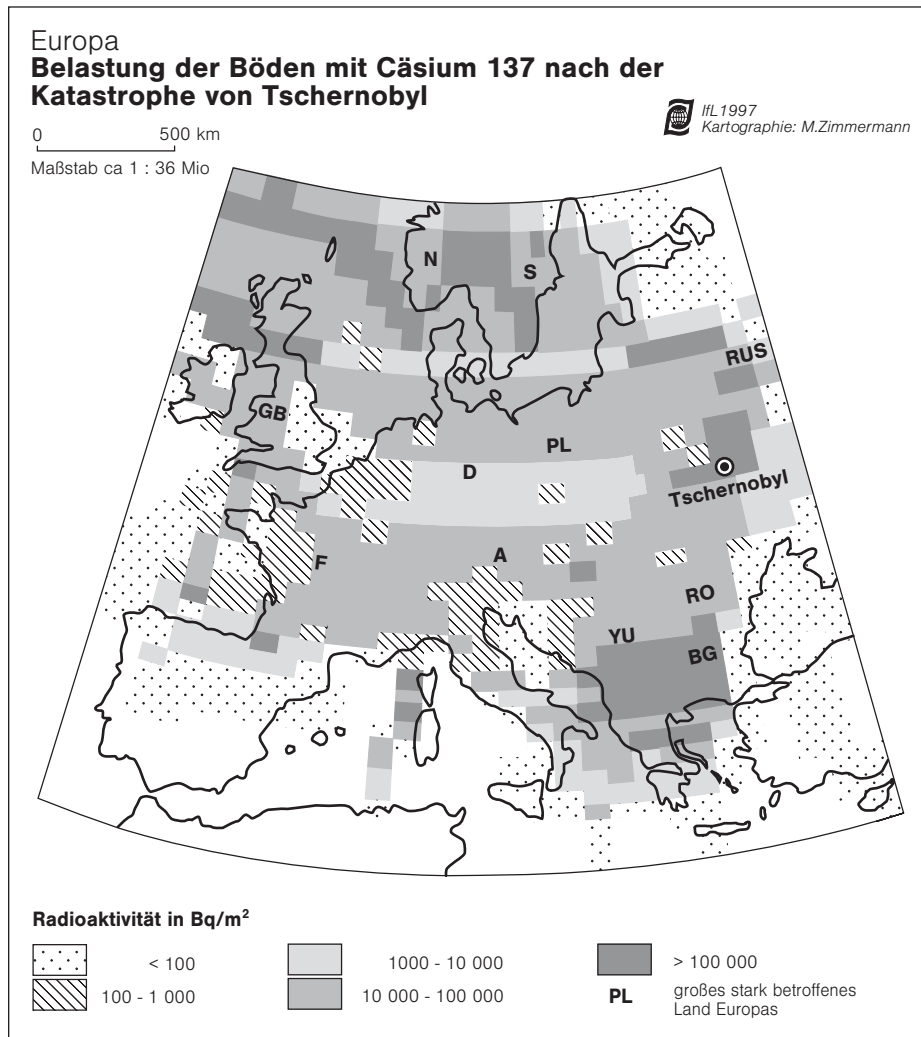 Europa
Belastung der Böden mit Cäsium 137 nach der
Katastrophe von Tschernobyl
0 500 km
Maßstab ca 1 : 36 Mio
IfL1997
Kartographie: M.Zimmermann
N
S
RUS
GB
PL
D
Tschernobyl
F
A
RO
YU
BG
Radioaktivität in Bq/m²
< 100
1000 - 10 000
> 100 000
100 - 1 000
10 000 - 100 000
PL großes stark betroffenes
Land Europas